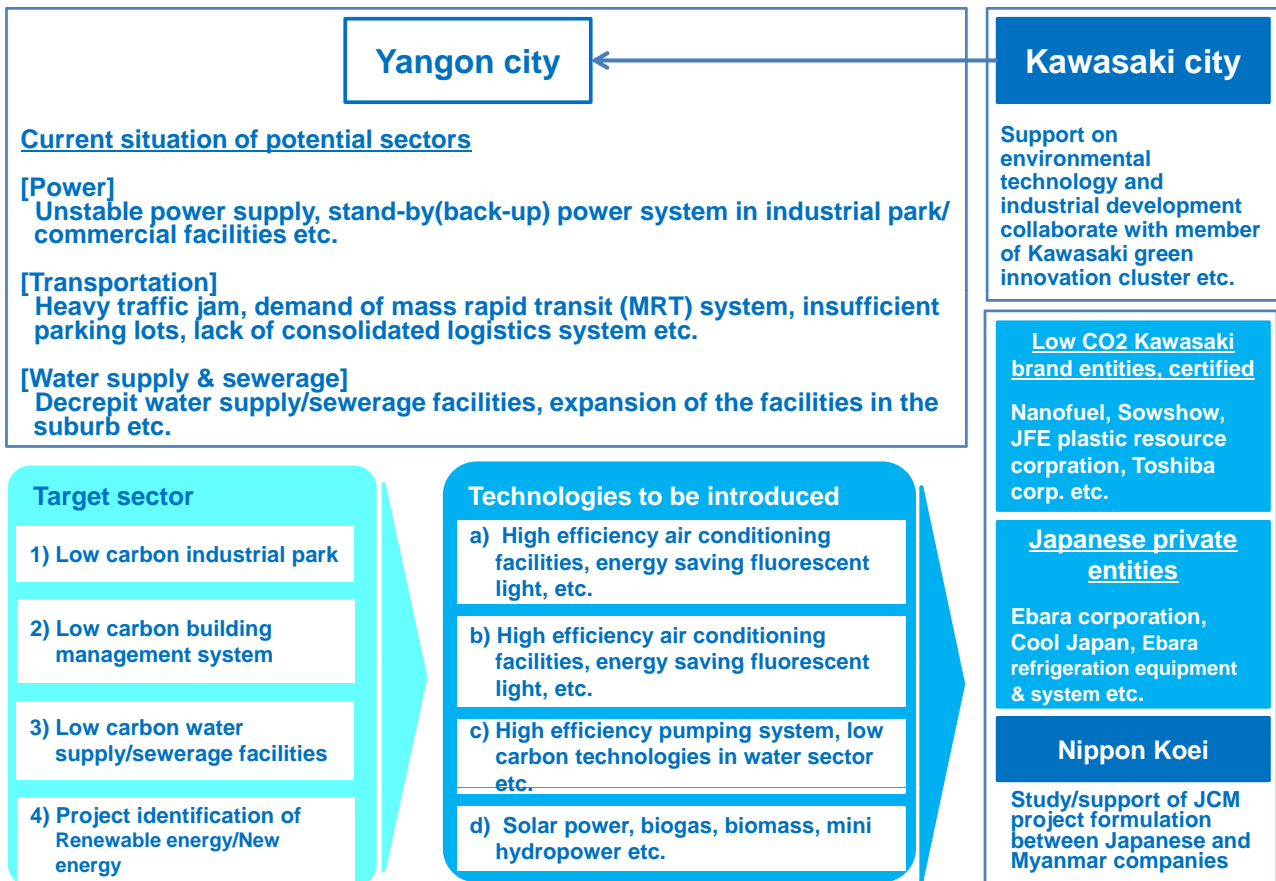 Yangon city
Current situation of potential sectors
[Power]
Unstable power supply, stand-by(back-up) power system in industrial park/
commercial facilities etc.
[Transportation]
Heavy traffic jam, demand of mass rapid transit (MRT) system, insufficient
parking lots, lack of consolidated logistics system etc.
[Water supply & sewerage]
Decrepit water supply/sewerage facilities, expansion of the facilities in the
suburb etc.
Kawasaki city
Support on
environmental
technology and
industrial development
collaborate with member
of Kawasaki green
innovation cluster etc.
Target sector
1) Low carbon industrial park
2) Low carbon building
management system
3) Low carbon water
supply/sewerage facilities
4) Project identification of
Renewable energy/New
energy
Technologies to be introduced
a) High efficiency air conditioning
facilities, energy saving fluorescent
light, etc.
b) High efficiency air conditioning
facilities, energy saving fluorescent
light, etc.
c) High efficiency pumping system, low
carbon technologies in water sector
etc.
d) Solar power, biogas, biomass, mini
hydropower etc.
Low CO2 Kawasaki
brand entities, certified
Nanofuel, Sowshow,
JFE plastic resource
corpration, Toshiba
corp. etc.
Japanese private
entities
Ebara corporation,
Cool Japan, Ebara
refrigeration equipment
& system etc.
Nippon Koei
Study/support of JCM
project formulation
between Japanese and
Myanmar companies